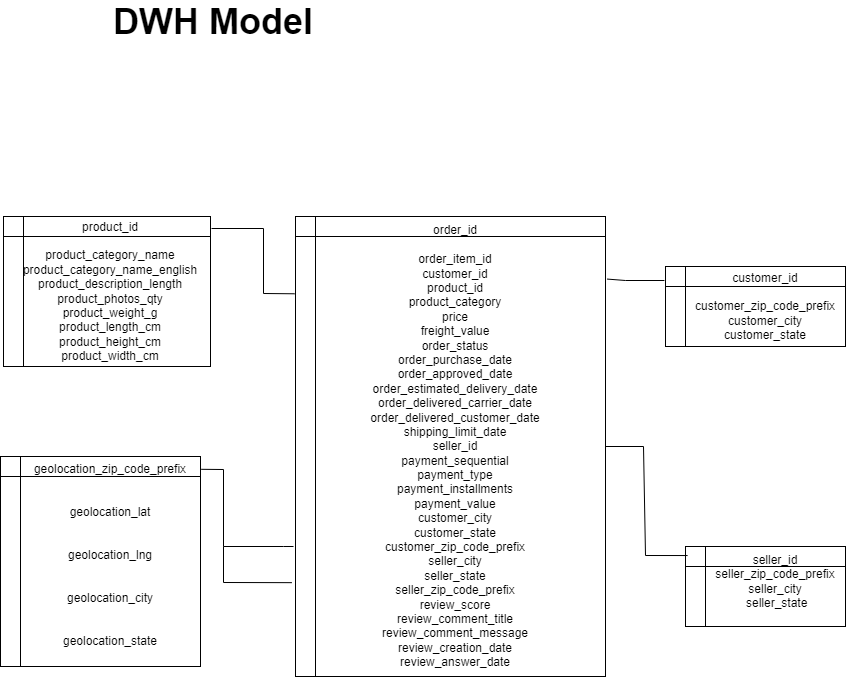 DWH Model
product_id
product_category_name
product_category_name_english
product_description_length
product_photos_qty
product_weight_g
product_length_cm
product_height_cm
product_width_cm
geolocation_zip_code_prefix
geolocation_lat
geolocation_lng
geolocation_city
geolocation_state
order_id
order_item_id
customer_id
product_id
product_category
price
freight_value
order_status
order_purchase_date
order_approved_date
order_estimated_delivery_date
order_delivered_carrier_date
order_delivered_customer_date
shipping_limit_date
seller_id
payment_sequential
payment_type
payment_installments
payment_value
customer_city
customer_state
customer_zip_code_prefix
seller_city
seller_state
seller_zip_code_prefix
review_score
review_comment_title
review_comment_message
review_creation_date
review_answer_date
customer_id
customer_zip_code_prefix
customer_city
customer_state
seller_id
seller_zip_code_prefix
seller_city
seller_state